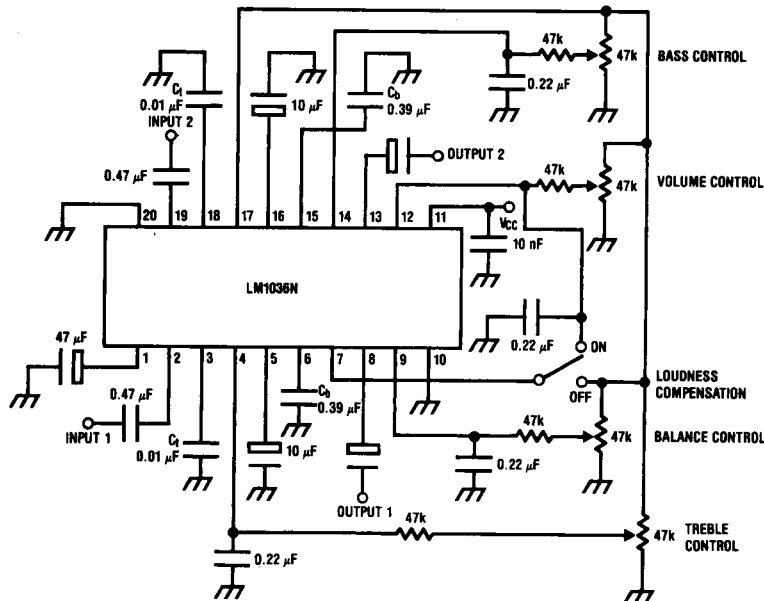 47k
47k
BASS CONTROL
0.22 µF
Ct
0.01 µF
INPUT 2
10 µF
Cb
0.39 µF
OUTPUT 2
0.47 µF
47k
47k
VOLUME CONTROL
20 19 18 17 16 15 14 13 12 11
VCC
10 nF
LM1036N
47 µF
0.22 µF
ON
1 2 3 4 5 6 7 8 9 10
OFF
LOUDNESS
COMPENSATION
0.47 µF
INPUT 1
Ct
0.01 µF
10 µF
Cb
0.39 µF
47k
47k
BALANCE CONTROL
0.22 µF
OUTPUT 1
47k
47k
TREBLE
CONTROL
0.22 µF